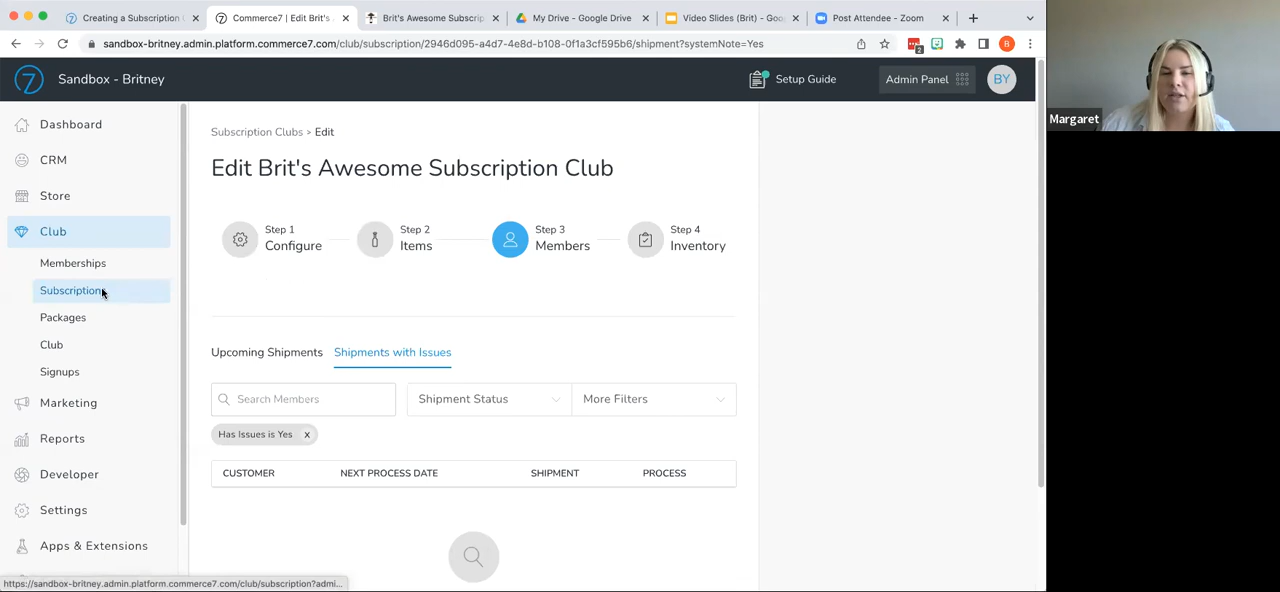 Creating a Subscription
Commerce7 | Edit Brit's
Brit's Awesome Subscrip
My Drive - Google Drive
Video Slides (Brit) - Goo
Post Attendee - Zoom
sandbox-britney.admin.platform.commerce7.com/club/subscription/2946d095-a4d7-4e8d-b108-0f1a3cf595b6/shipment?systemNote=Yes
2
B
7
Sandbox - Britney
Setup Guide
Admin Panel
BY
Margaret
Dashboard
CRM
Store
Club
Memberships
Subscription
Packages
Club
Signups
Marketing
Reports
Developer
Settings
Apps & Extensions
Subscription Clubs > Edit
Edit Brit's Awesome Subscription Club
Step 1
Configure
Step 2
Items
Step 3
Members
Step 4
Inventory
Upcoming Shipments
Shipments with Issues
Search Members
Shipment Status
More Filters
Has Issues is Yes x
CUSTOMER NEXT PROCESS DATE SHIPMENT PROCESS
https://sandbox-britney.admin.platform.commerce7.com/club/subscription?admi...